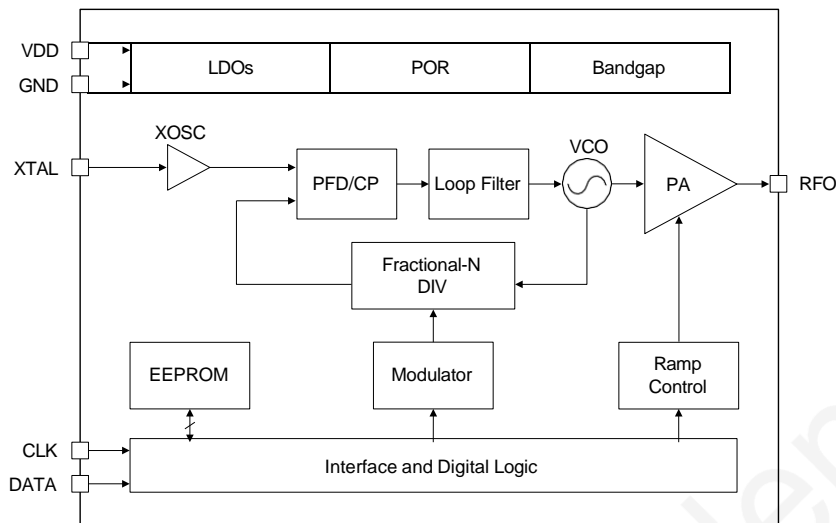 VDD
LDOs
POR
Bandgap
GND
XOSC
VCO
XTAL
PFD/CP
Loop Filter
PA
RFO
Fractional-N
DIV
EEPROM
Modulator
Ramp
Control
CLK
Interface and Digital Logic
DATA